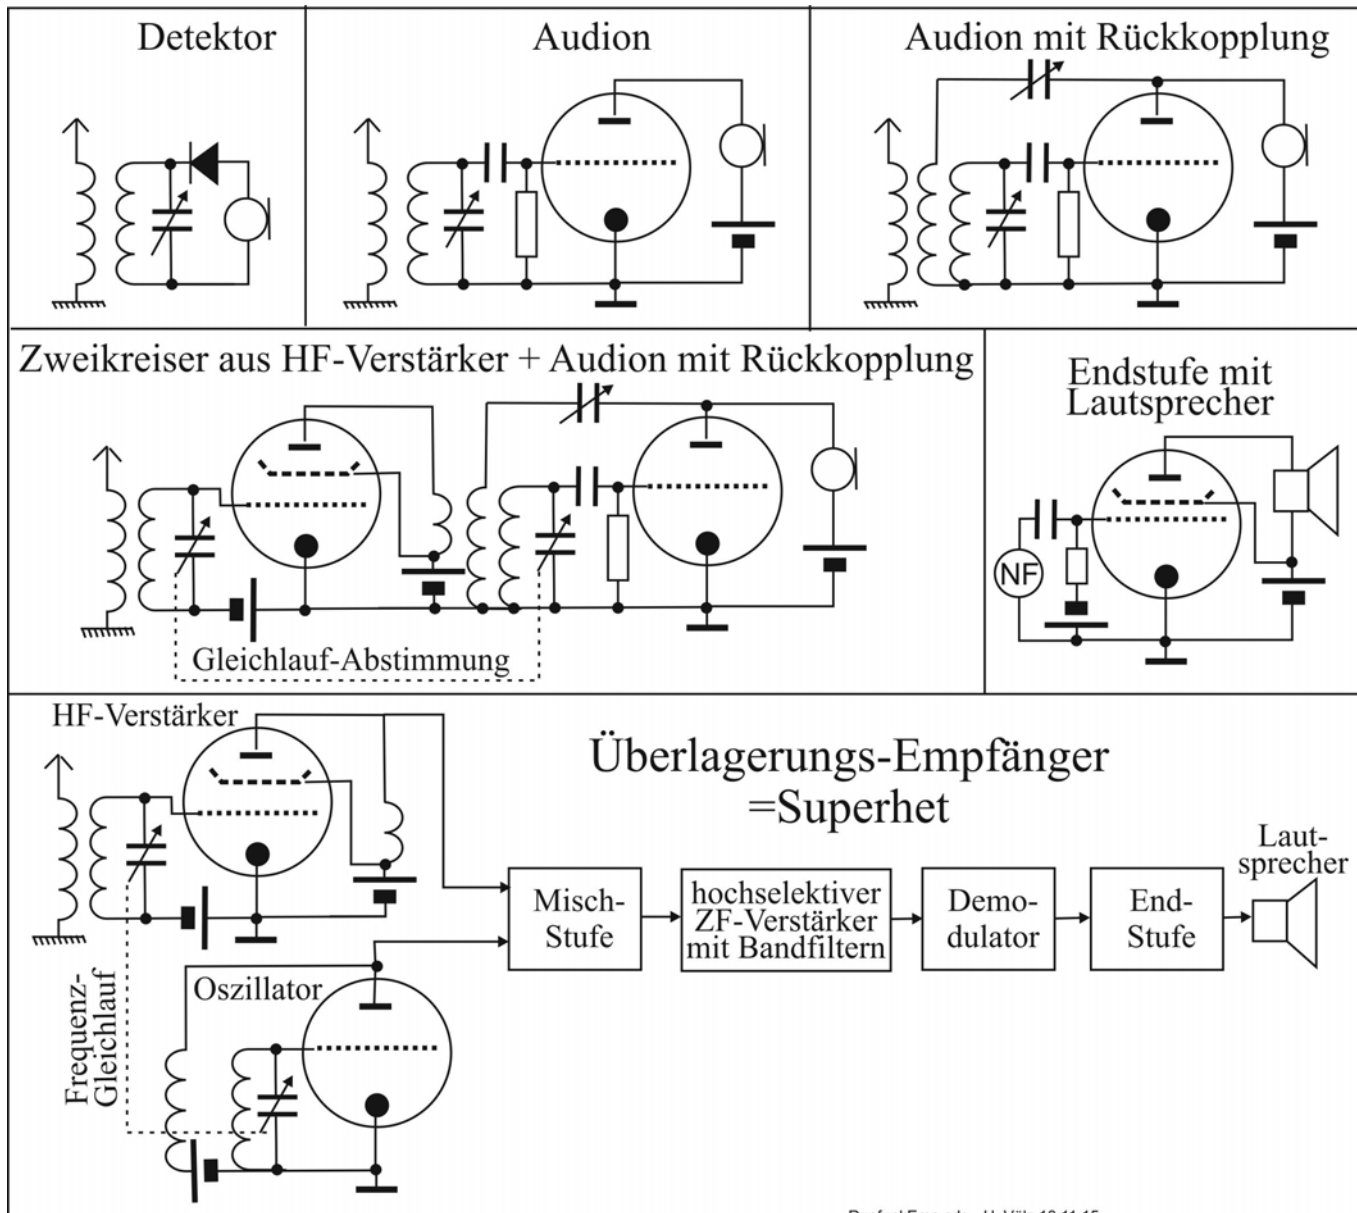 Detektor
Audion
Audion mit Rückkopplung
Zweikreiser aus HF-Verstärker + Audion mit Rückkopplung
Gleichlauf-Abstimmung
Endstufe mit
Lautsprecher
NF
HF-Verstärker
Überlagerungs-Empfänger
=Superhet
Misch-
Stufe
hochselektiver
ZF-Verstärker
mit Bandfiltern
Demo-
dulator
End-
Stufe
Laut-
sprecher
Oszillator
Frequenz-
Gleichlauf